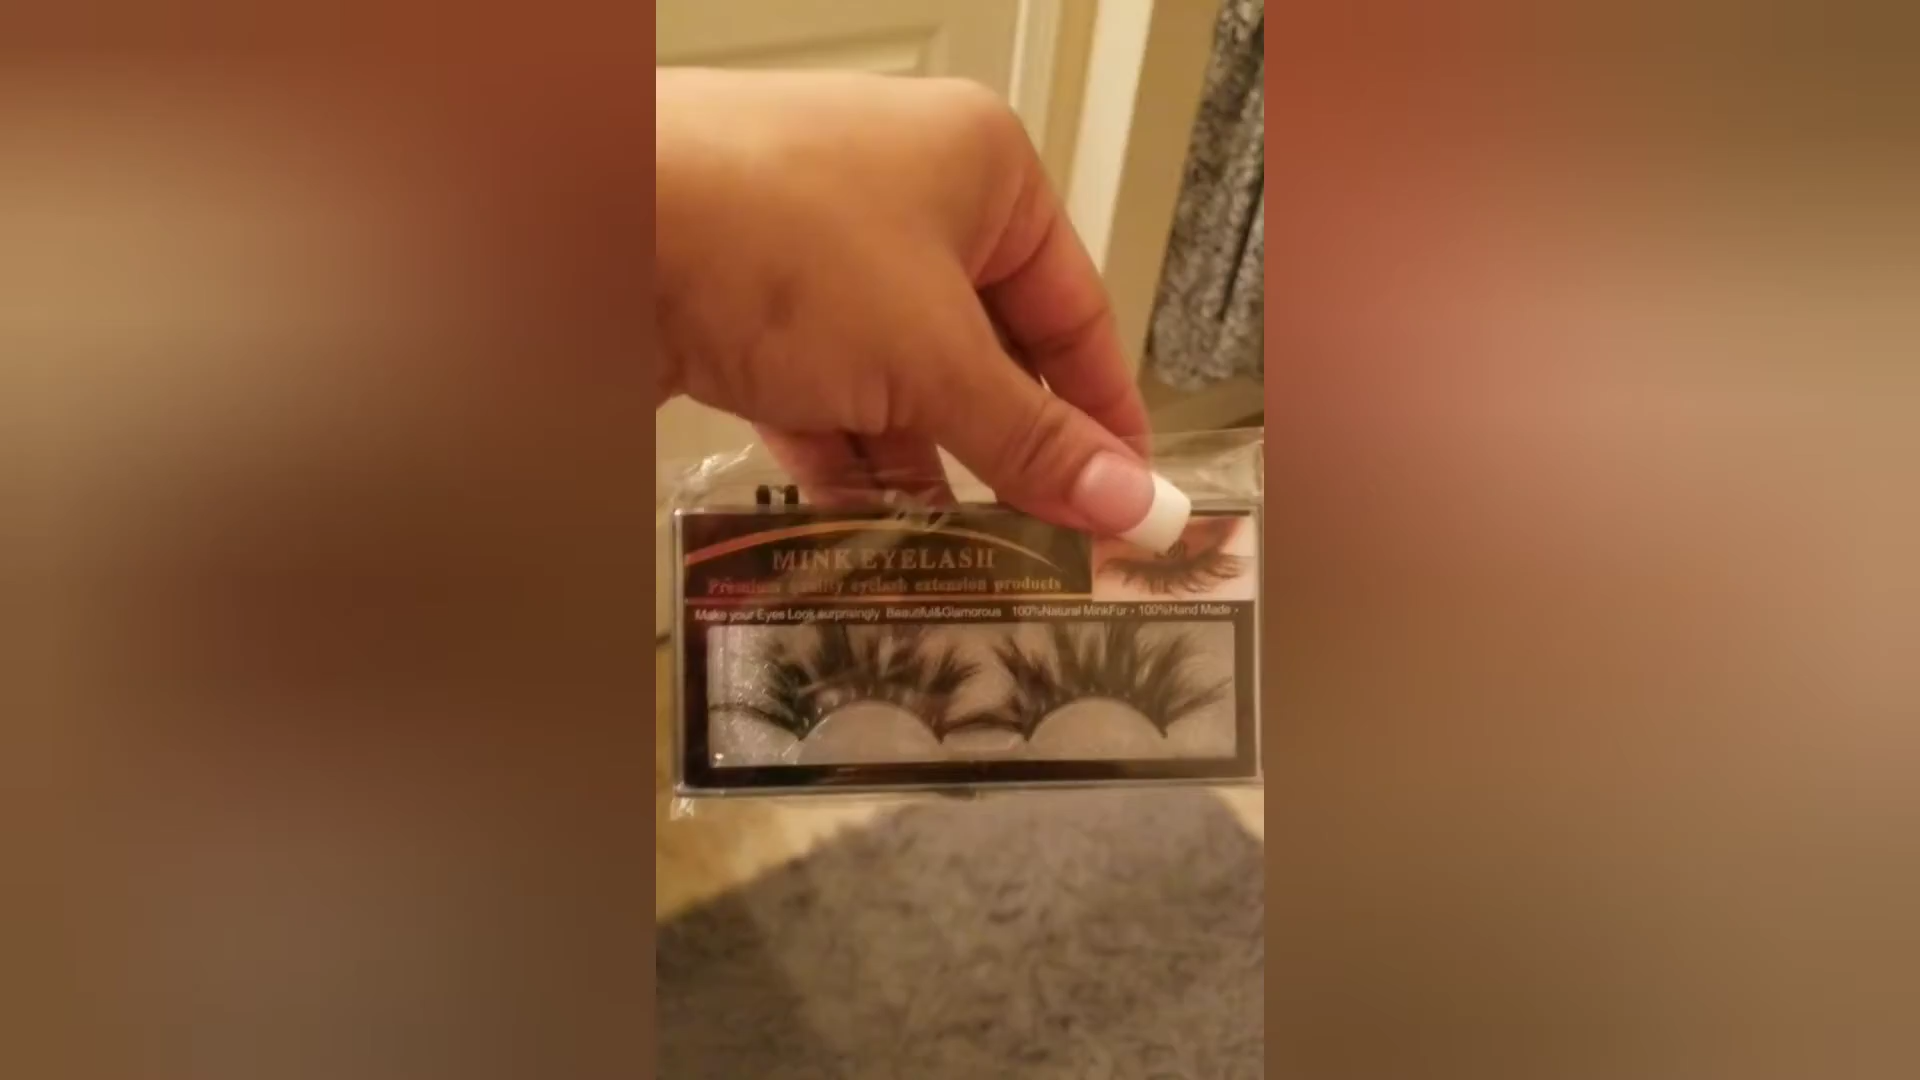 MINK EYELASH
Premium quality eyelash extension products
Make your Eyes Look surprisingly Beautiful&Glamorous 100%Natural MinkFur • 100%Hand Made •